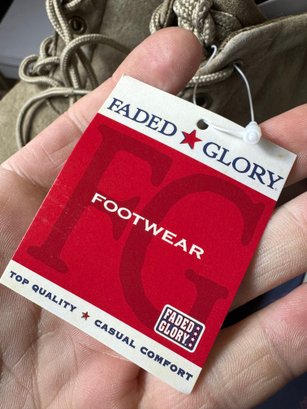 FADED ★ GLORY
FG
FOOTWEAR
FADED
GLORY
TOP QUALITY ★ CASUAL COMFORT